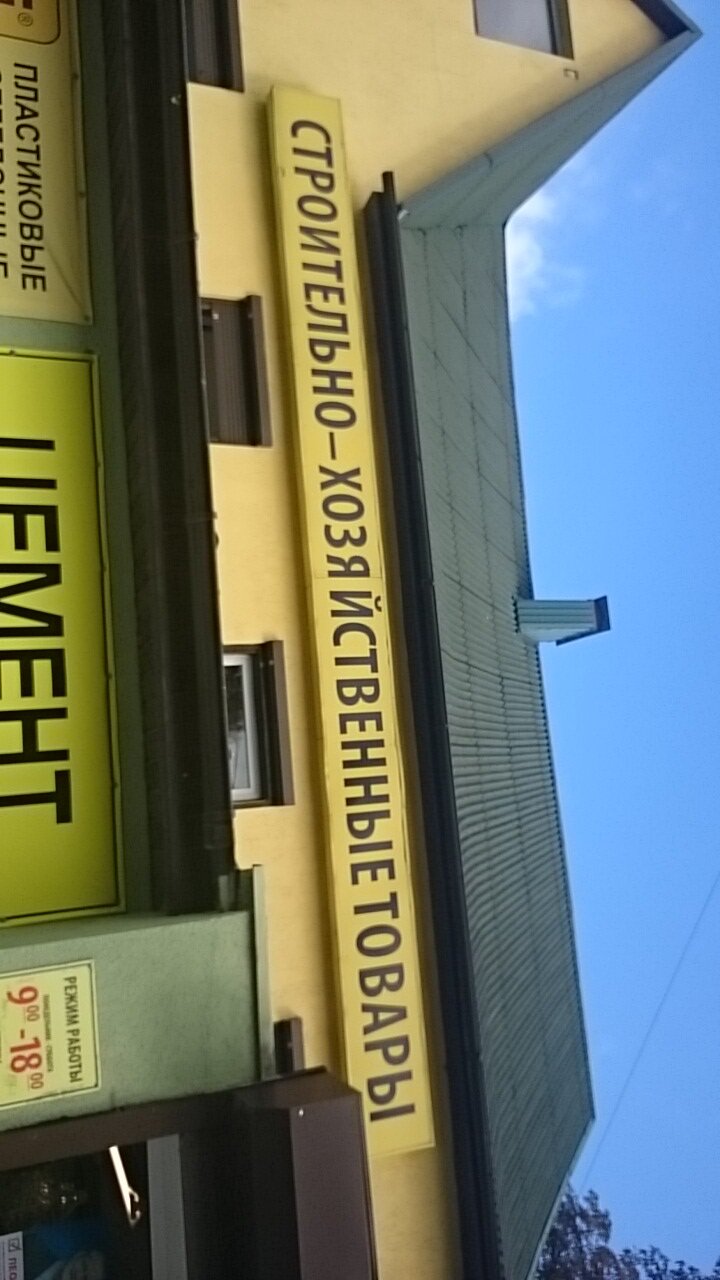 СТРОИТЕЛЬНО-ХОЗЯЙСТВЕННЫЕ ТОВАРЫ
ПЛАСТИКОВЫЕ
ЦЕМЕНТ
РЕЖИМ РАБОТЫ
9⁰⁰-18⁰⁰